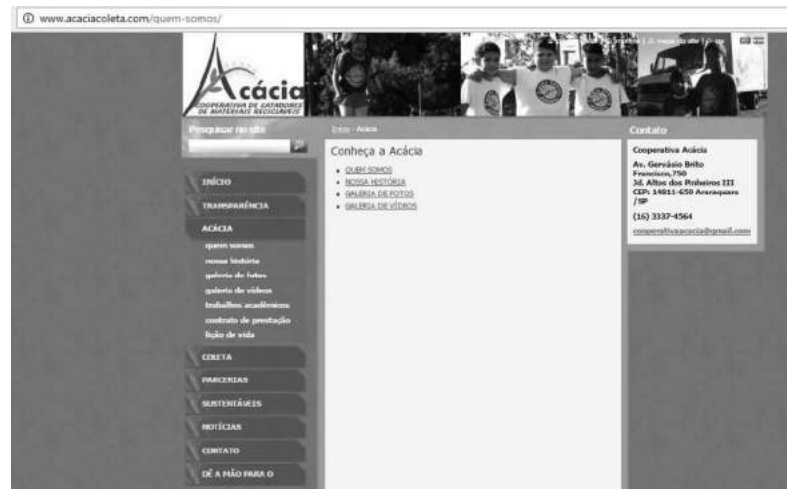 www.acaciacoleta.com/quem-somos/
Acácia
COOPERATIVA DE CATADORES
DE MATERIAIS RECICLÁVEIS
mapa do site
Pesquisar no site
INÍCIO
TRANSPARÊNCIA
ACÁCIA
quem somos
nossa história
galeria de fotos
galeria de vídeos
trabalhos acadêmicos
contrato de prestação
lição de vida
COLETA
PARCERIAS
SUSTENTÁVEIS
NOTÍCIAS
CONTATO
DÊ A MÃO PARA O
Início > Acácia
Conheça a Acácia
QUEM SOMOS
NOSSA HISTÓRIA
GALERIA DE FOTOS
GALERIA DE VÍDEOS
Contato
Cooperativa Acácia
Av. Gervásio Brito
Francisco,750
Jd. Altos dos Pinheiros III
CEP: 14811-650 Araraquara
/SP
(16) 3337-4564
cooperativaacacia@gmail.com